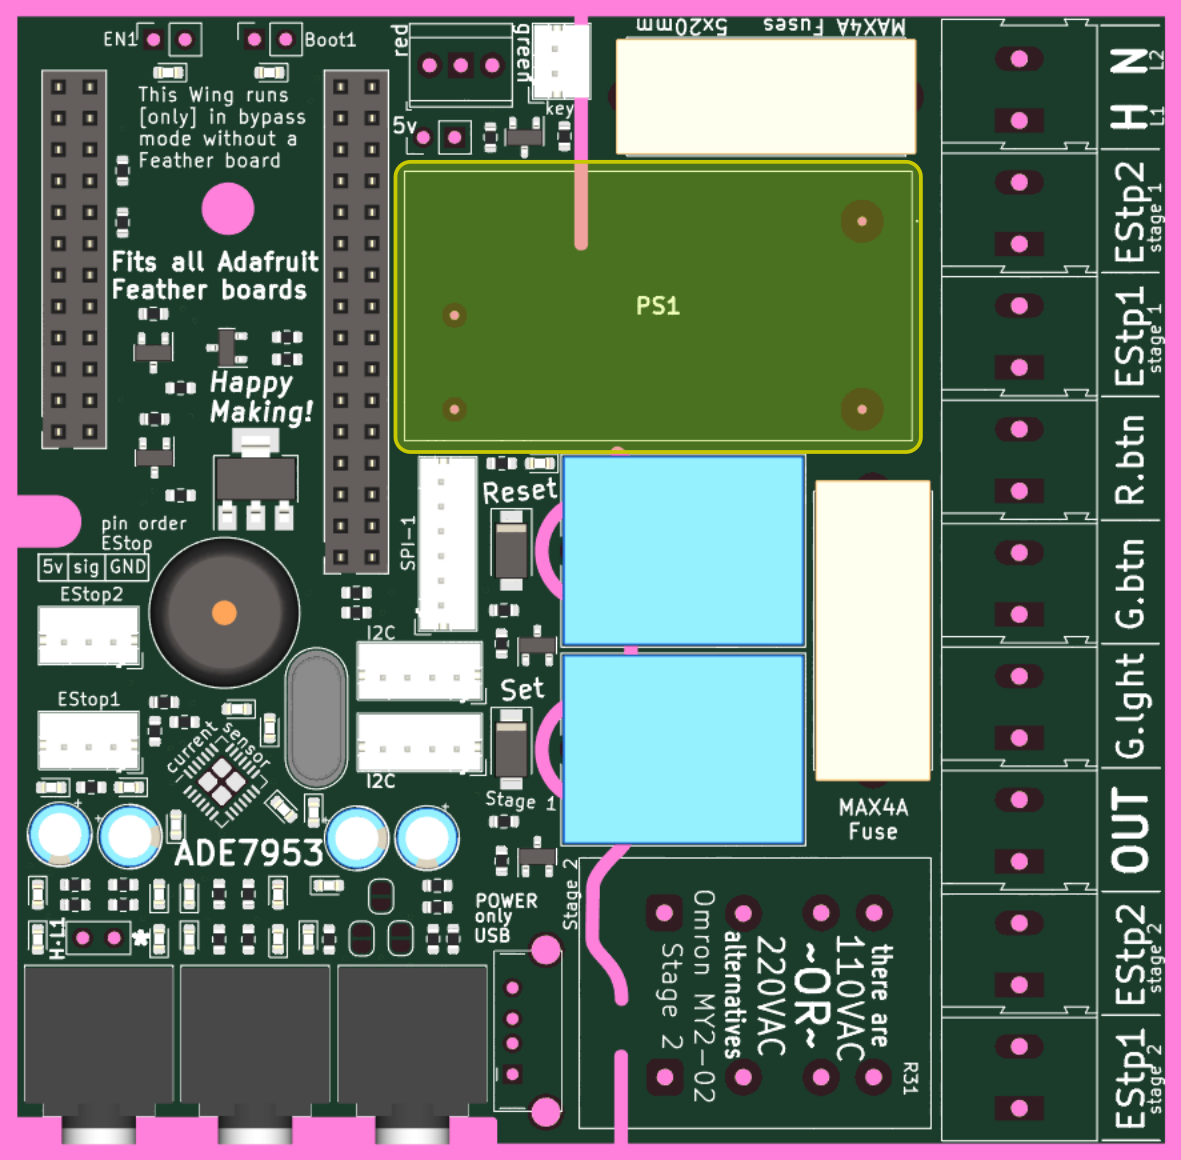 EN1
Boot1
red
green
key
5v
5x20mm Fuses MAX4A
This Wing runs
[only] in bypass
mode without a
Feather board
Fits all Adafruit
Feather boards
Happy
Making!
PS1
N
L2
H
L1
EStp2
stage 1
EStp1
stage 1
R.btn
G.btn
G.lght
OUT
EStp2
stage 2
EStp1
stage 2
pin order
EStop
5v sig GND
EStop2
EStop1
SPI-1
Reset
I2C
Set
I2C
Stage 1
current sensor
ADE7953
MAX4A
Fuse
H·L1
*
POWER
only
USB
Stage 2
Stage 2
Omron MY2-02
alternatives
220VAC
~OR~
110VAC
there are
R31